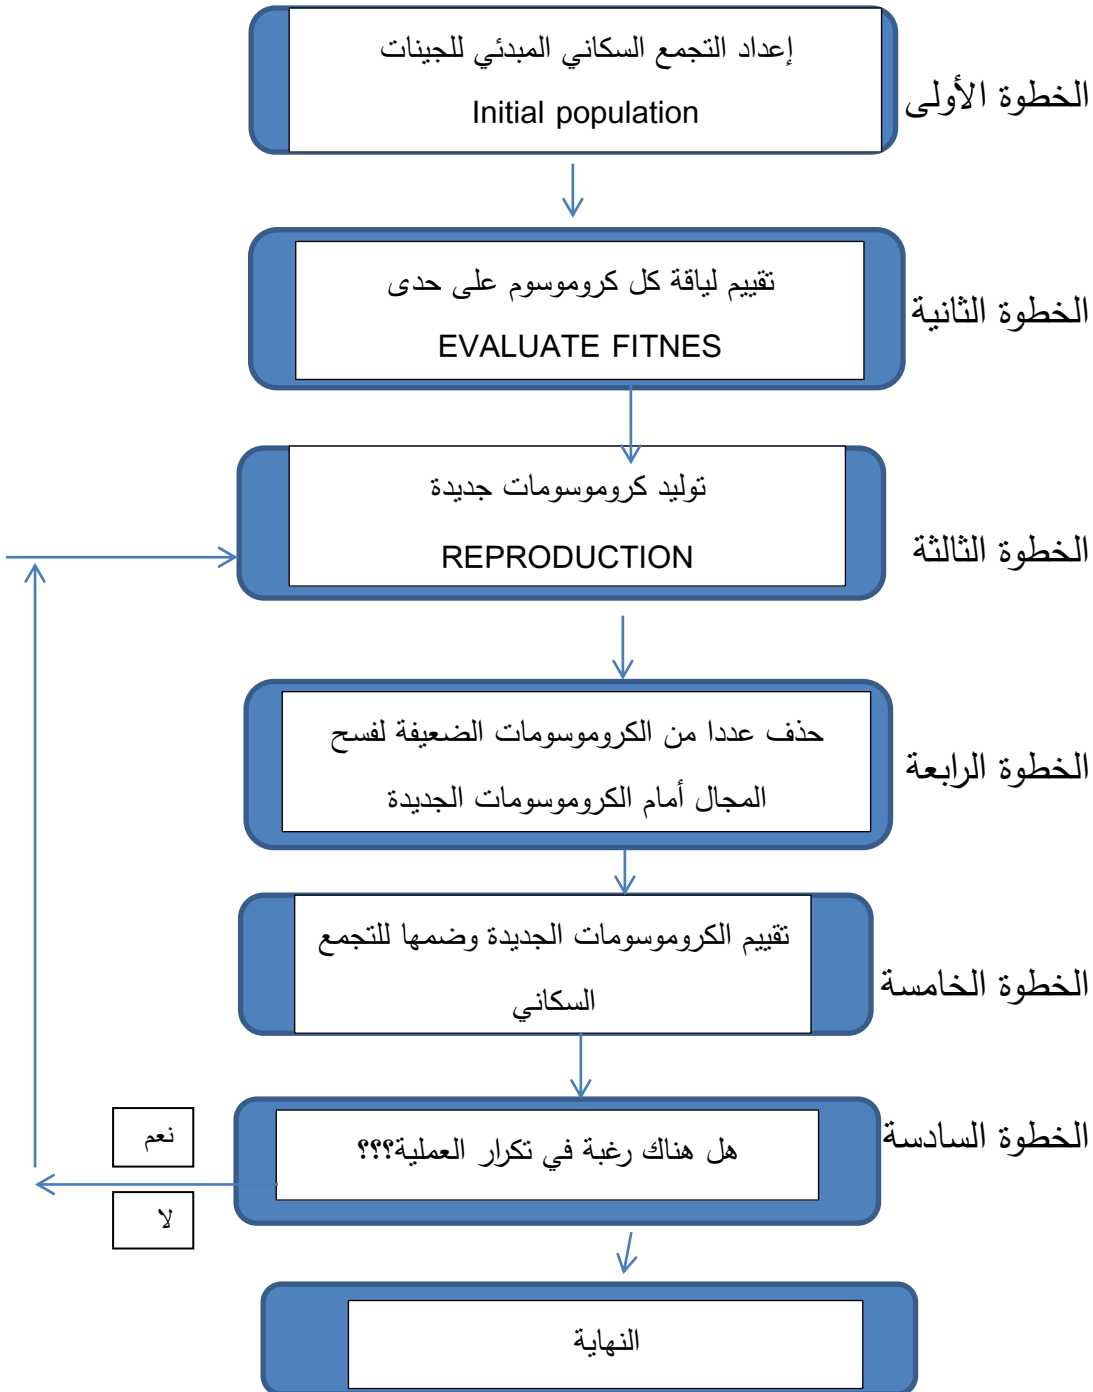 الخطوة الأولى
إعداد التجمع السكاني المبدئي للجينات
Initial population
الخطوة الثانية
تقييم لياقة كل كروموسوم على حدى
EVALUATE FITNES
الخطوة الثالثة
توليد كروموسومات جديدة
REPRODUCTION
الخطوة الرابعة
حذف عددا من الكروموسومات الضعيفة لفسح
المجال أمام الكروموسومات الجديدة
الخطوة الخامسة
تقييم الكروموسومات الجديدة وضمها للتجمع
السكاني
الخطوة السادسة
هل هناك رغبة في تكرار العملية؟؟؟
نعم
لا
النهاية